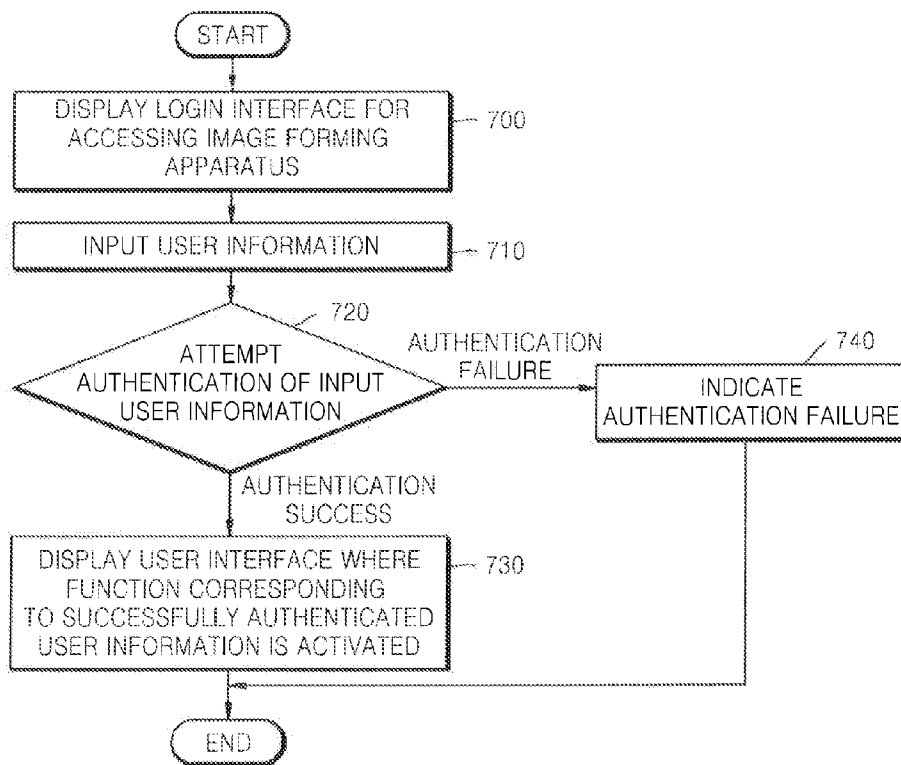 START
DISPLAY LOGIN INTERFACE FOR
ACCESSING IMAGE FORMING
APPARATUS
700
INPUT USER INFORMATION
710
720
ATTEMPT
AUTHENTICATION OF INPUT
USER INFORMATION
AUTHENTICATION
FAILURE
740
INDICATE
AUTHENTICATION FAILURE
AUTHENTICATION
SUCCESS
DISPLAY USER INTERFACE WHERE
FUNCTION CORRESPONDING
TO SUCCESSFULLY AUTHENTICATED
USER INFORMATION IS ACTIVATED
730
END